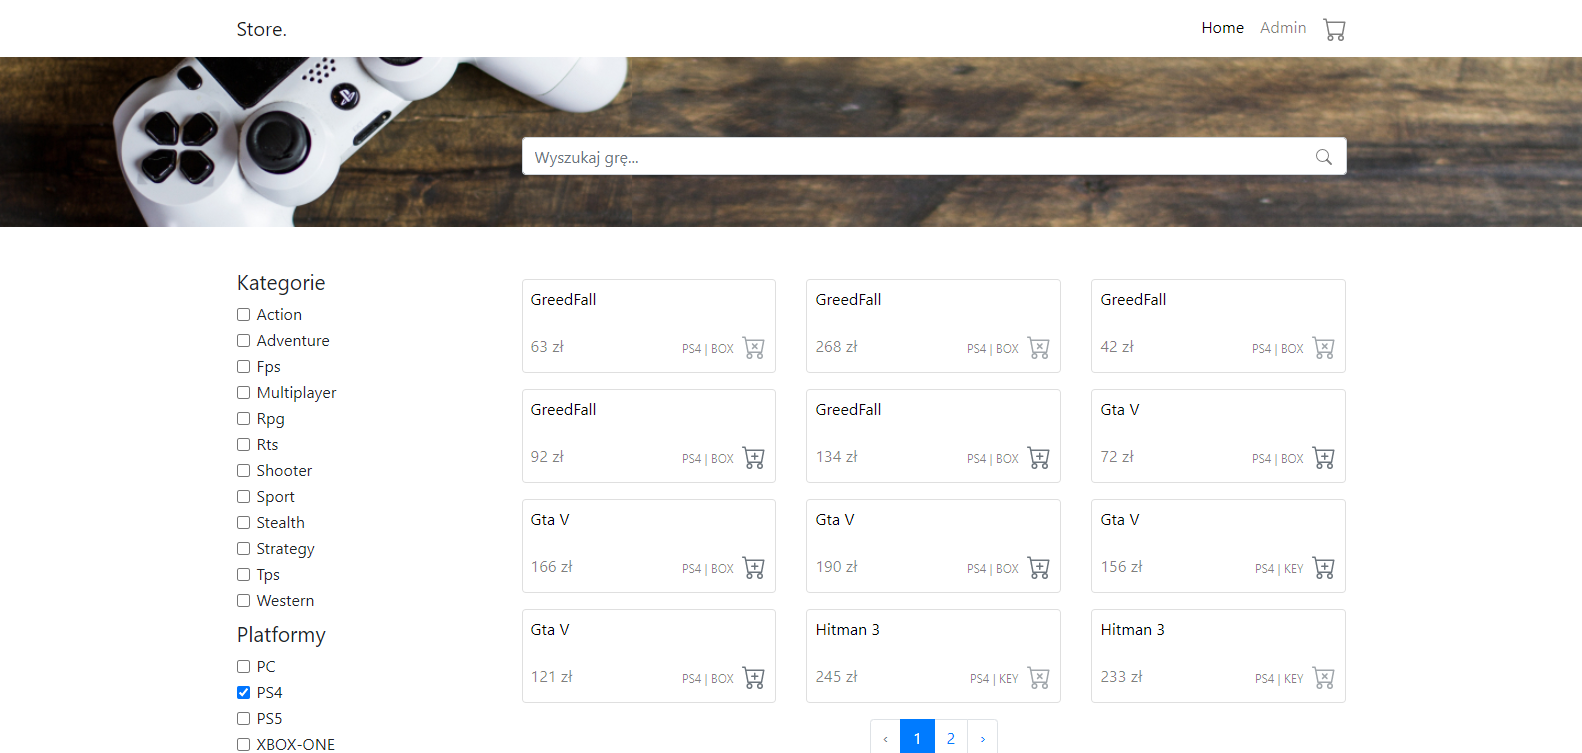 Store.
Home
Admin
Wyszukaj grę...
Kategorie
Action
Adventure
Fps
Multiplayer
Rpg
Rts
Shooter
Sport
Stealth
Strategy
Tps
Western
Platformy
PC
PS4
PS5
XBOX-ONE
GreedFall
63 zł
PS4 | BOX
GreedFall
268 zł
PS4 | BOX
GreedFall
42 zł
PS4 | BOX
GreedFall
92 zł
PS4 | BOX
GreedFall
134 zł
PS4 | BOX
Gta V
72 zł
PS4 | BOX
Gta V
166 zł
PS4 | BOX
Gta V
190 zł
PS4 | BOX
Gta V
156 zł
PS4 | KEY
Gta V
121 zł
PS4 | BOX
Hitman 3
245 zł
PS4 | KEY
Hitman 3
233 zł
PS4 | KEY
‹ 1 2 ›